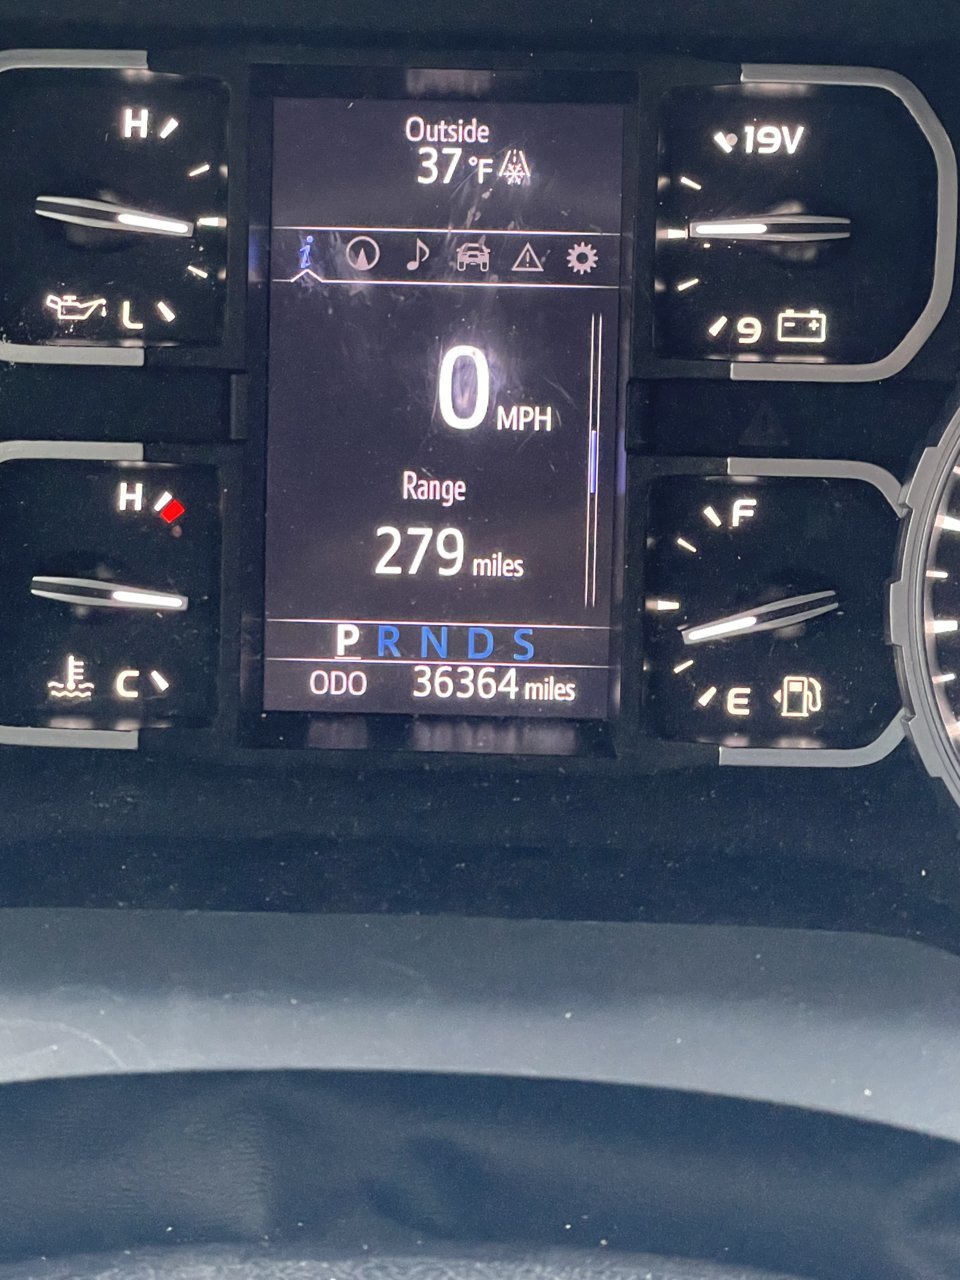 H
L
Outside
37 °F
19V
9
0 MPH
Range
279 miles
H
C
F
E
P R N D S
ODO 36364 miles